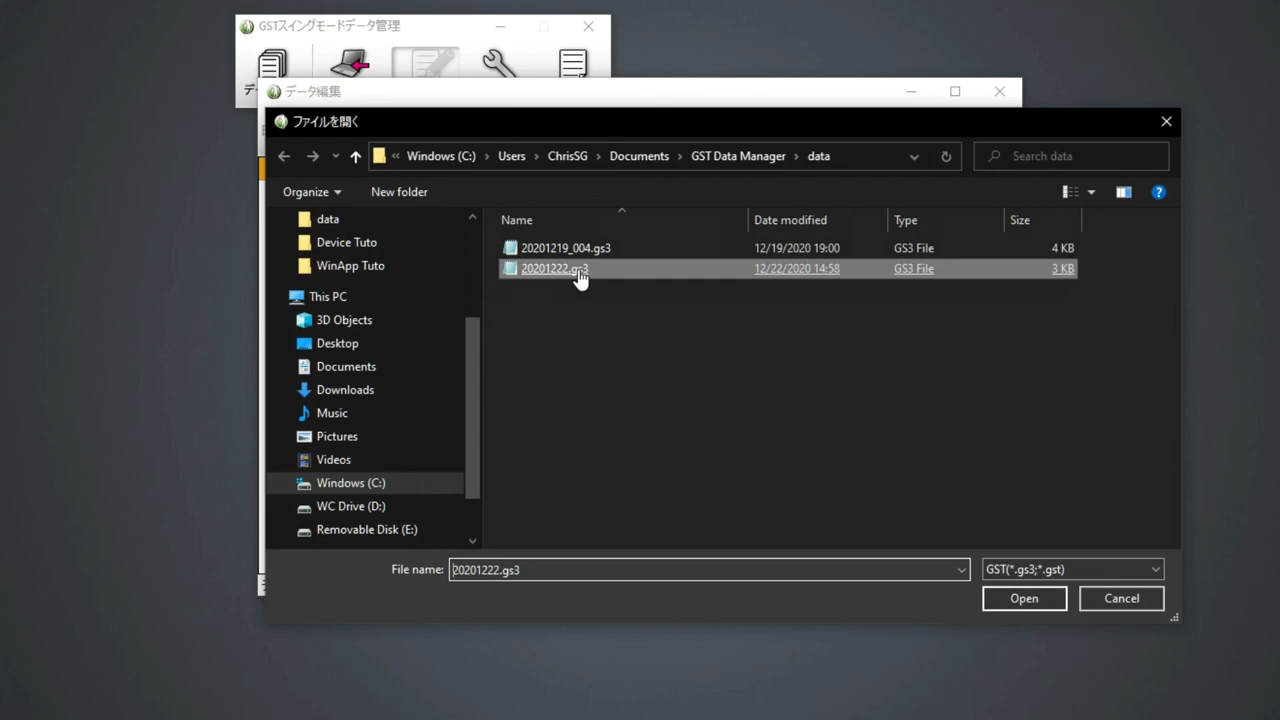 GSTスイングモードデータ管理
データ編集
ファイルを開く
« Windows (C:) > Users > ChrisSG > Documents > GST Data Manager > data
Search data
Organize
New folder
data
Device Tuto
WinApp Tuto
This PC
3D Objects
Desktop
Documents
Downloads
Music
Pictures
Videos
Windows (C:)
WC Drive (D:)
Removable Disk (E:)
Name Date modified Type Size
20201219_004.gs3 12/19/2020 19:00 GS3 File 4 KB
20201222.gs3 12/22/2020 14:58 GS3 File 3 KB
File name: 20201222.gs3
GST(*.gs3;*.gst)
Open
Cancel